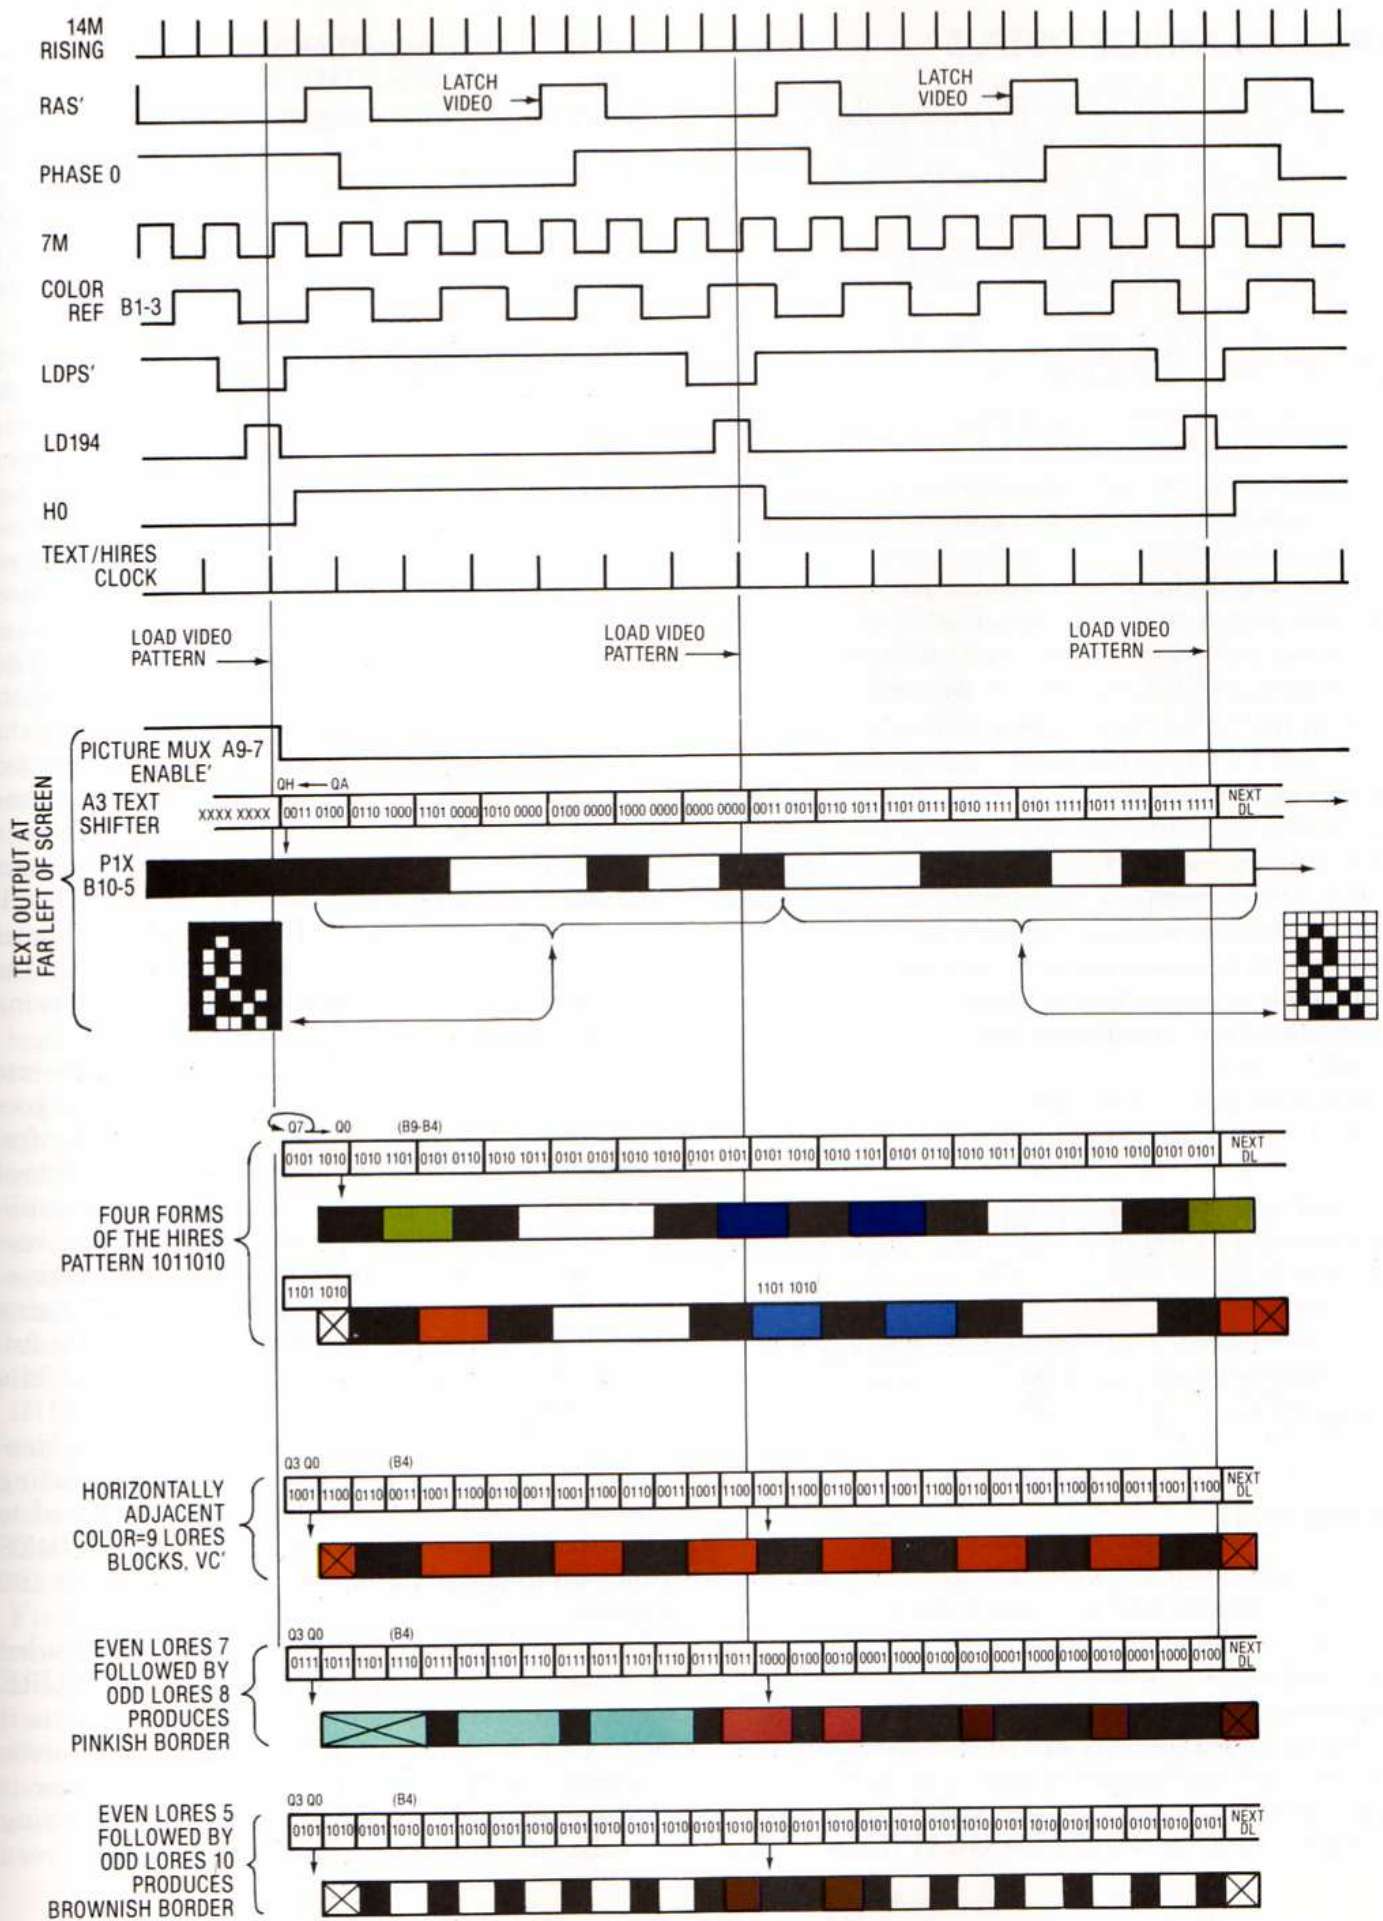 14M
RISING
LATCH
VIDEO
LATCH
VIDEO
RAS'
PHASE 0
7M
COLOR
REF B1-3
LDPS'
LD194
H0
TEXT/HIRES
CLOCK
LOAD VIDEO
PATTERN
LOAD VIDEO
PATTERN
LOAD VIDEO
PATTERN
TEXT OUTPUT AT
FAR LEFT OF SCREEN
PICTURE MUX A9-7
ENABLE'
QH QA
A3 TEXT
SHIFTER
XXXX XXXX 0011 0100 0110 1000 1101 0000 1010 0000 0100 0000 1000 0000 0000 0000 0011 0101 0110 1011 1101 0111 1010 1111 0101 1111 1011 1111 0111 1111 NEXT
DL
P1X
B10-5
Q7 Q0 (B9-B4)
0101 1010 1010 1101 0101 0110 1010 1011 0101 0101 1010 1010 0101 0101 0101 1010 1010 1101 0101 0110 1010 1011 0101 0101 1010 1010 0101 0101 NEXT
DL
FOUR FORMS
OF THE HIRES
PATTERN 1011010
1101 1010 1101 1010
HORIZONTALLY
ADJACENT
COLOR=9 LORES
BLOCKS, VC'
Q3 Q0 (B4)
1001 1100 0110 0011 1001 1100 0110 0011 1001 1100 0110 0011 1001 1100 1001 1100 0110 0011 1001 1100 0110 0011 1001 1100 0110 0011 1001 1100 NEXT
DL
EVEN LORES 7
FOLLOWED BY
ODD LORES 8
PRODUCES
PINKISH BORDER
Q3 Q0 (B4)
0111 1011 1101 1110 0111 1011 1101 1110 0111 1011 1101 1110 0111 1011 1000 0100 0010 0001 1000 0100 0010 0001 1000 0100 0010 0001 1000 0100 NEXT
DL
EVEN LORES 5
FOLLOWED BY
ODD LORES 10
PRODUCES
BROWNISH BORDER
Q3 Q0 (B4)
0101 1010 0101 1010 0101 1010 0101 1010 0101 1010 0101 1010 0101 1010 1010 0101 1010 0101 1010 0101 1010 0101 1010 0101 1010 0101 1010 0101 NEXT
DL